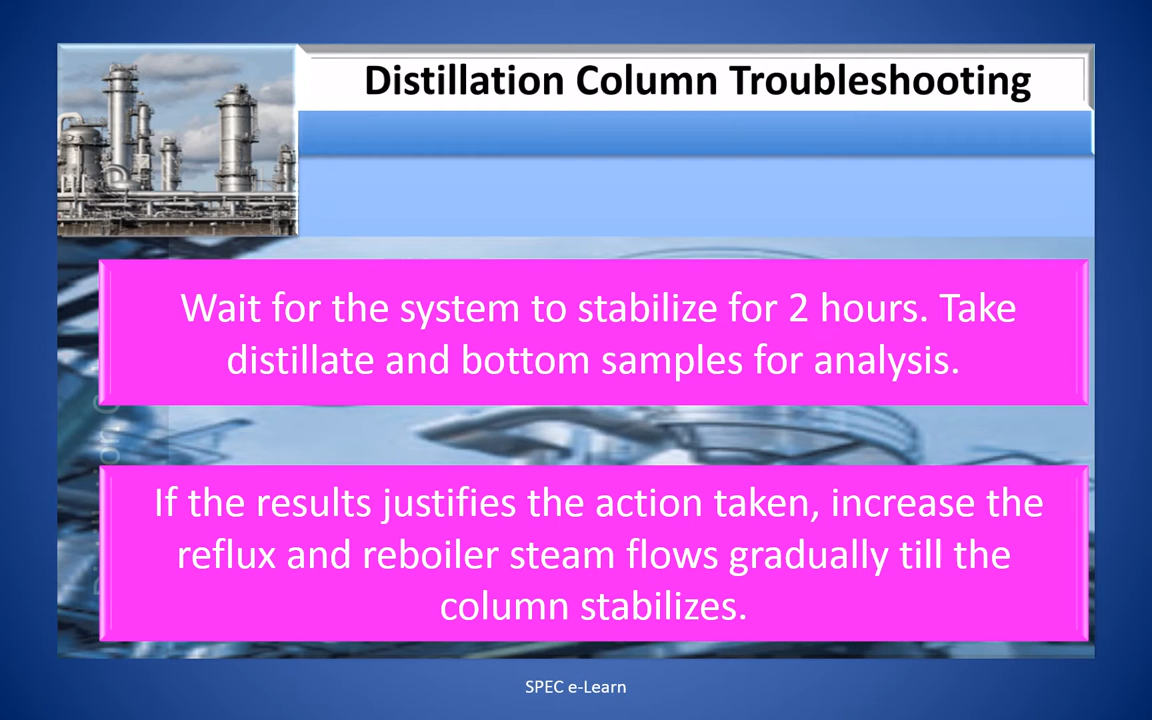 Distillation Column Troubleshooting
Wait for the system to stabilize for 2 hours. Take
distillate and bottom samples for analysis.
If the results justifies the action taken, increase the
reflux and reboiler steam flows gradually till the
column stabilizes.
SPEC e-Learn